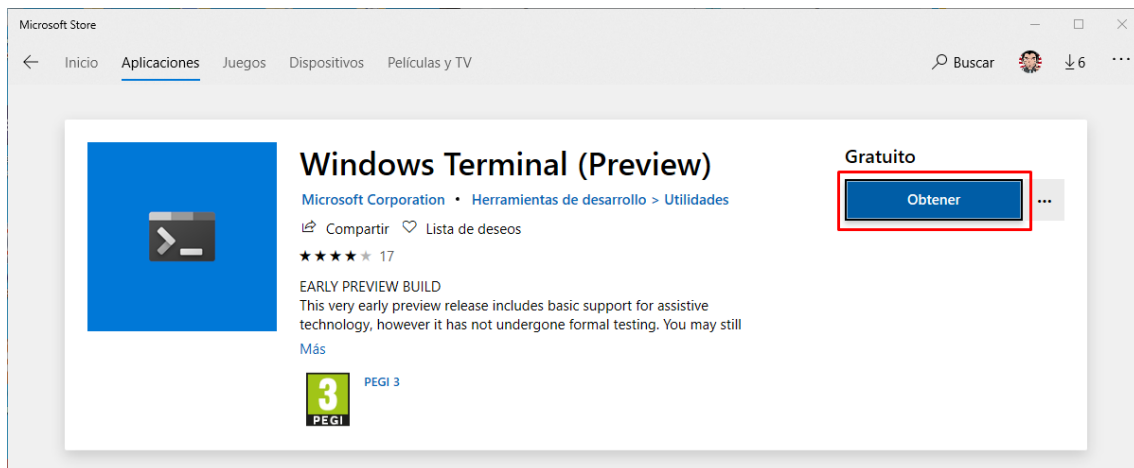 Microsoft Store
Inicio Aplicaciones Juegos Dispositivos Películas y TV Buscar 6
Windows Terminal (Preview)
Gratuito
Microsoft Corporation • Herramientas de desarrollo > Utilidades
Obtener
Compartir Lista de deseos
17
EARLY PREVIEW BUILD
This very early preview release includes basic support for assistive
technology, however it has not undergone formal testing. You may still
Más
3
PEGI
PEGI 3